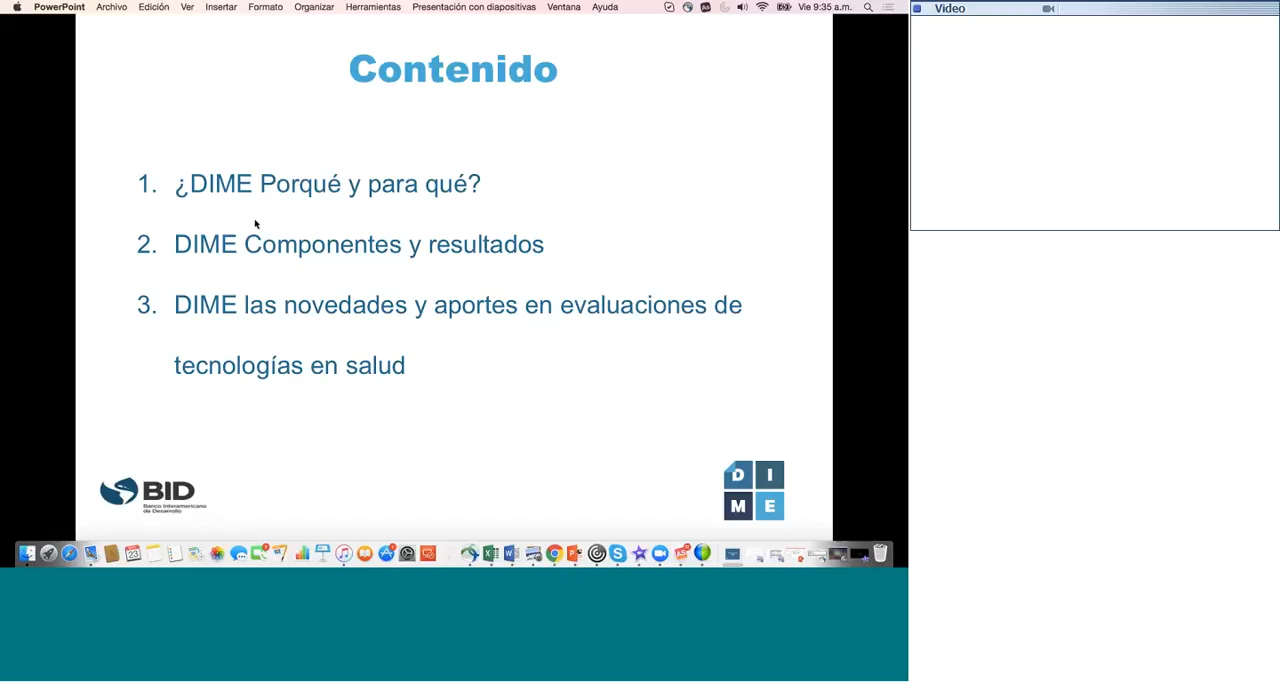 PowerPoint Archivo Edición Ver Insertar Formato Organizar Herramientas Presentación con diapositivas Ventana Ayuda Vie 9:35 a.m.
Video
Contenido
1. ¿DIME Porqué y para qué?
2. DIME Componentes y resultados
3. DIME las novedades y aportes en evaluaciones de
tecnologías en salud
BID
Banco Interamericano
de Desarrollo
D I
M E